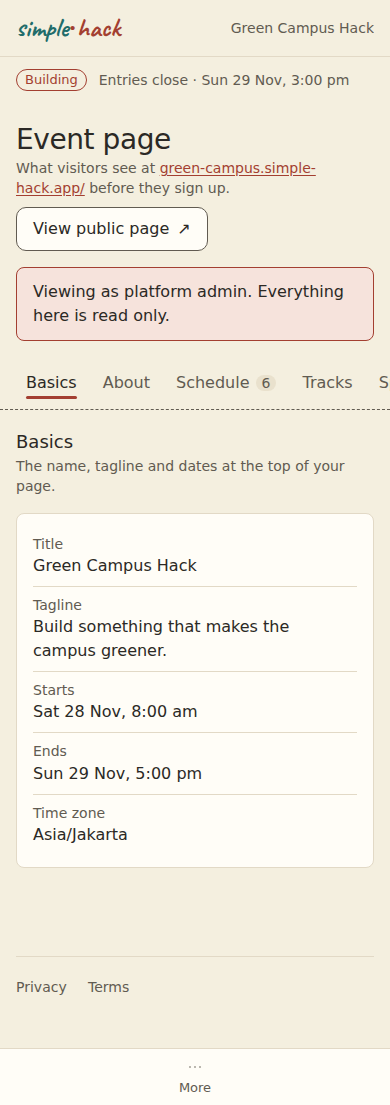 simple hack
Green Campus Hack
Building
Entries close · Sun 29 Nov, 3:00 pm
Event page
What visitors see at green-campus.simple-
hack.app/ before they sign up.
View public page ↗
Viewing as platform admin. Everything
here is read only.
Basics
About
Schedule 6
Tracks
S
Basics
The name, tagline and dates at the top of your
page.
Title
Green Campus Hack
Tagline
Build something that makes the
campus greener.
Starts
Sat 28 Nov, 8:00 am
Ends
Sun 29 Nov, 5:00 pm
Time zone
Asia/Jakarta
Privacy
Terms
...
More